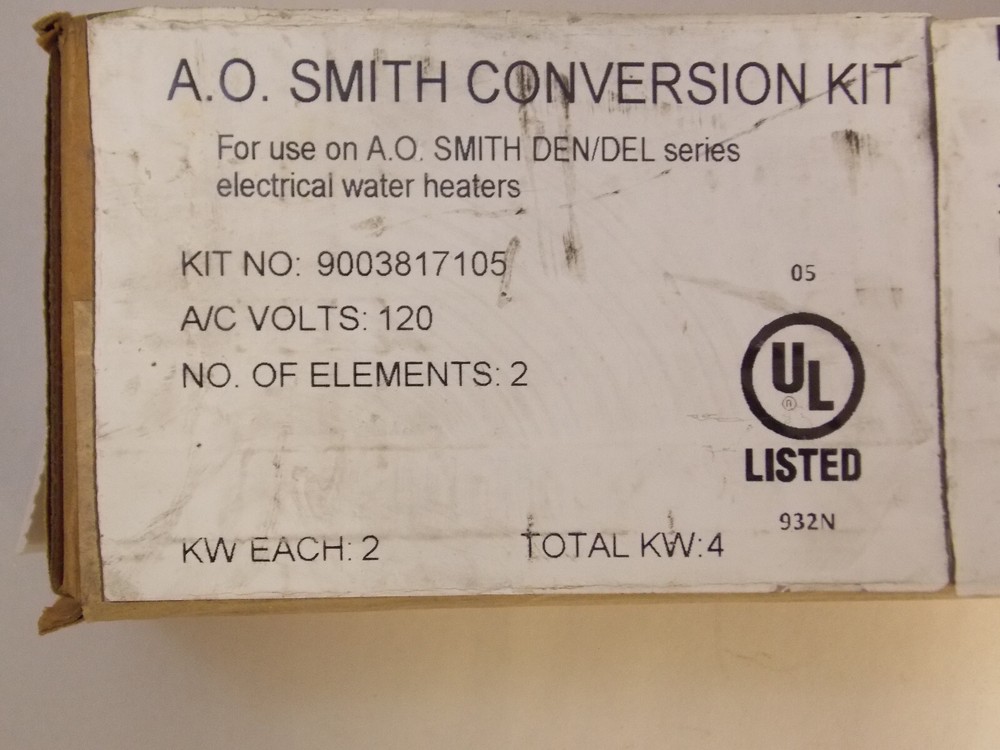 A.O. SMITH CONVERSION KIT
For use on A.O. SMITH DEN/DEL series
electrical water heaters
KIT NO: 9003817105
A/C VOLTS: 120
NO. OF ELEMENTS: 2
05
UL
®
LISTED
932N
KW EACH: 2 TOTAL KW:4